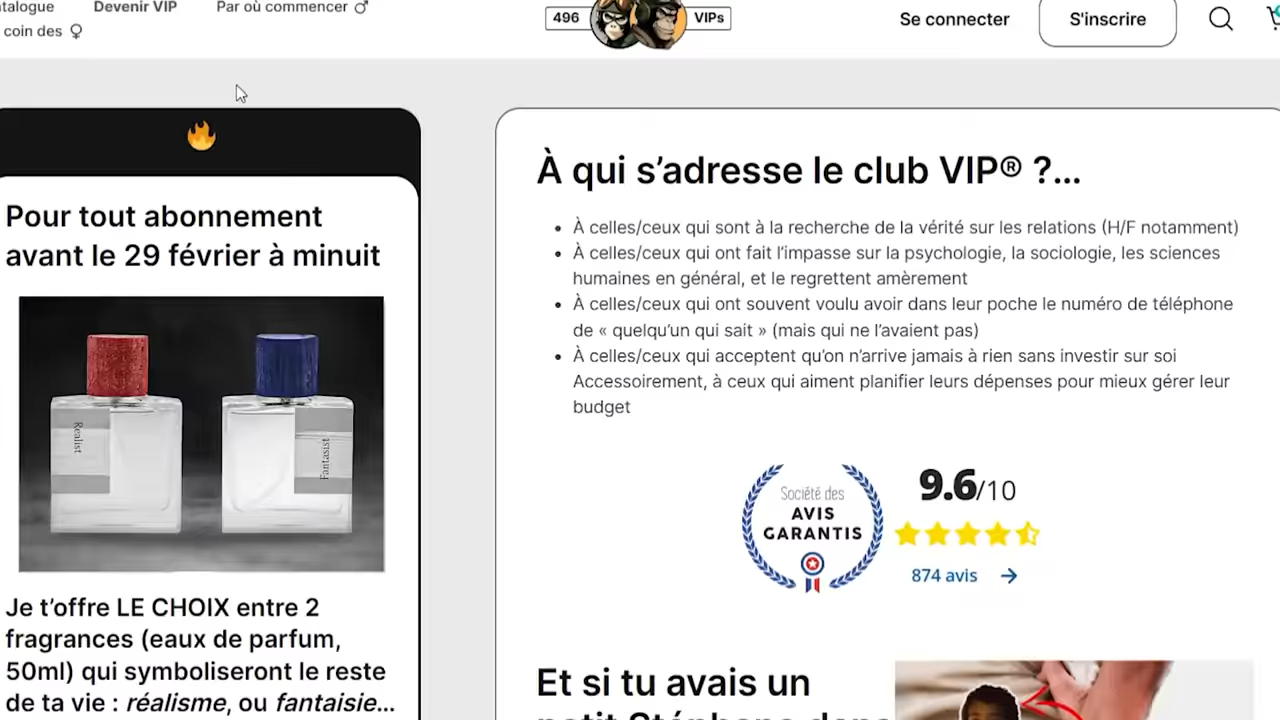 talogue
Devenir VIP
Par où commencer ♂
coin des ♀
496
VIPs
Se connecter
S'inscrire
Pour tout abonnement
avant le 29 février à minuit
Realist
Fantasist
Je t’offre LE CHOIX entre 2
fragrances (eaux de parfum,
50ml) qui symboliseront le reste
de ta vie : réalisme, ou fantaisie...
À qui s’adresse le club VIP® ?...
À celles/ceux qui sont à la recherche de la vérité sur les relations (H/F notamment)
À celles/ceux qui ont fait l’impasse sur la psychologie, la sociologie, les sciences
humaines en général, et le regrettent amèrement
À celles/ceux qui ont souvent voulu avoir dans leur poche le numéro de téléphone
de « quelqu’un qui sait » (mais qui ne l’avaient pas)
À celles/ceux qui acceptent qu’on n’arrive jamais à rien sans investir sur soi
Accessoirement, à ceux qui aiment planifier leurs dépenses pour mieux gérer leur
budget
Société des
AVIS
GARANTIS
9.6/10
874 avis
Et si tu avais un
petit Stéphane dans